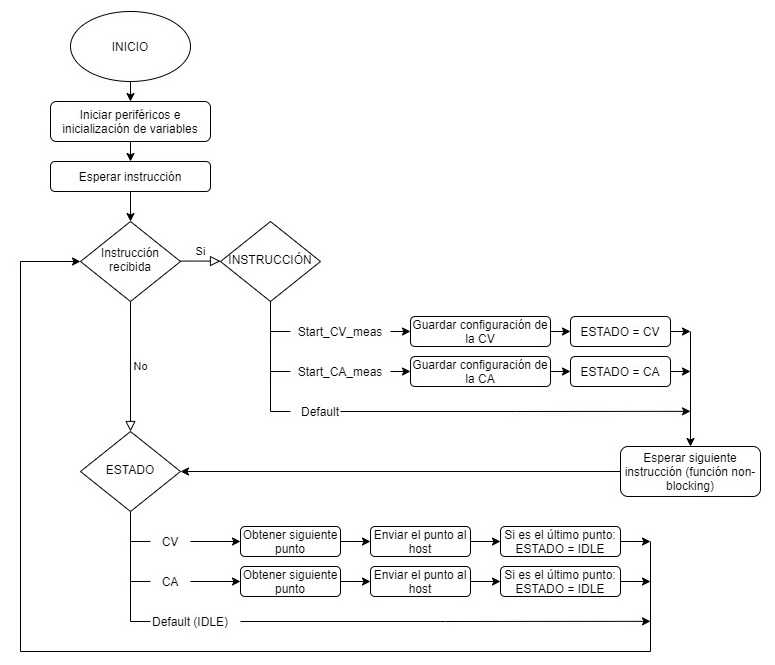 INICIO
Iniciar periféricos e
inicialización de variables
Esperar instrucción
Instrucción
recibida
Si
INSTRUCCIÓN
Start_CV_meas
Guardar configuración de
la CV
ESTADO = CV
Start_CA_meas
Guardar configuración de
la CA
ESTADO = CA
No
Default
Esperar siguiente
instrucción (función non-
blocking)
ESTADO
CV
Obtener siguiente
punto
Enviar el punto al
host
Si es el último punto:
ESTADO = IDLE
CA
Obtener siguiente
punto
Enviar el punto al
host
Si es el último punto:
ESTADO = IDLE
Default (IDLE)